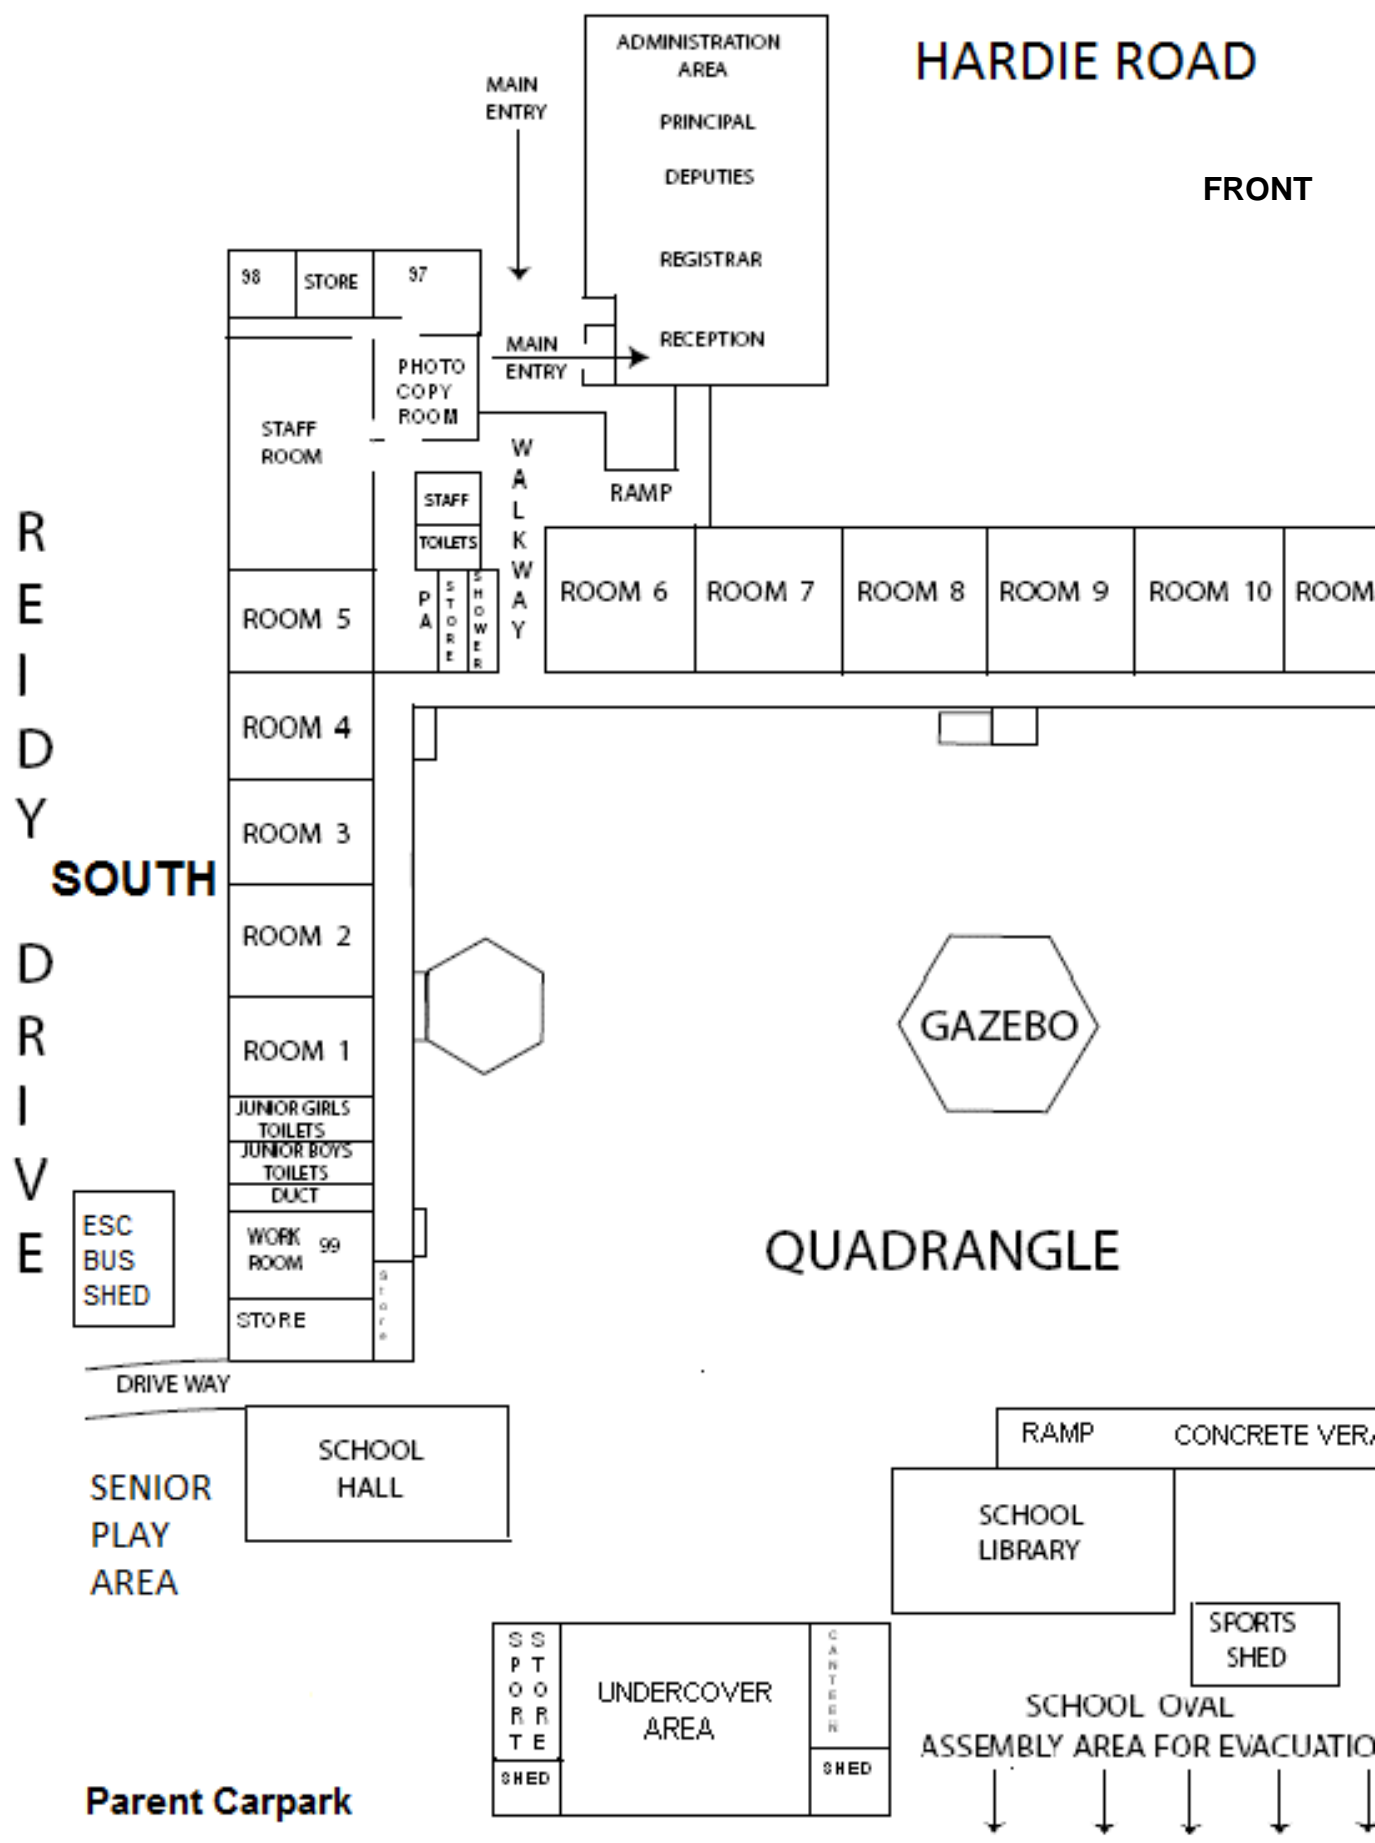 HARDIE ROAD
FRONT
ADMINISTRATION
AREA
PRINCIPAL
DEPUTIES
REGISTRAR
RECEPTION
MAIN
ENTRY
MAIN
ENTRY
98
STORE
97
PHOTO
COPY
ROOM
STAFF
ROOM
STAFF
TOILETS
PA
STORE
SHOWER
WALKWAY
RAMP
ROOM 6
ROOM 7
ROOM 8
ROOM 9
ROOM 10
ROOM
REIDY DRIVE
SOUTH
ROOM 5
ROOM 4
ROOM 3
ROOM 2
ROOM 1
JUNIOR GIRLS
TOILETS
JUNIOR BOYS
TOILETS
DUCT
WORK
ROOM
99
STORE
Store
GAZEBO
QUADRANGLE
ESC
BUS
SHED
DRIVE WAY
SCHOOL
HALL
SENIOR
PLAY
AREA
RAMP
CONCRETE VERA
SCHOOL
LIBRARY
SPORTS
SHED
SPORT
STORE
SHED
UNDERCOVER
AREA
CANTEEN
SHED
SCHOOL OVAL
ASSEMBLY AREA FOR EVACUATIO
Parent Carpark